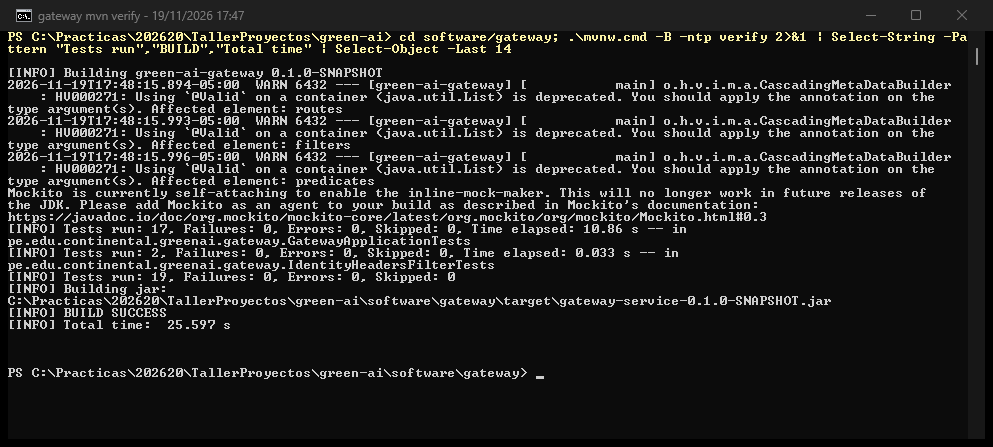 gateway mvn verify - 19/11/2026 17:47
PS C:\Practicas\202620\TallerProyectos\green-ai> cd software/gateway; .\mvnw.cmd -B -ntp verify 2>&1 | Select-String -Pa
ttern "Tests run","BUILD","Total time" | Select-Object -Last 14
[INFO] Building green-ai-gateway 0.1.0-SNAPSHOT
2026-11-19T17:48:15.894-05:00  WARN 6432 --- [green-ai-gateway] [           main] o.h.v.i.m.CascadingMetaDataBuilder
    : HV000271: Using `@Valid` on a container (java.util.List) is deprecated. You should apply the annotation on the
type argument(s). Affected element: routes
2026-11-19T17:48:15.993-05:00  WARN 6432 --- [green-ai-gateway] [           main] o.h.v.i.m.CascadingMetaDataBuilder
    : HV000271: Using `@Valid` on a container (java.util.List) is deprecated. You should apply the annotation on the
type argument(s). Affected element: filters
2026-11-19T17:48:15.996-05:00  WARN 6432 --- [green-ai-gateway] [           main] o.h.v.i.m.CascadingMetaDataBuilder
    : HV000271: Using `@Valid` on a container (java.util.List) is deprecated. You should apply the annotation on the
type argument(s). Affected element: predicates
Mockito is currently self-attaching to enable the inline-mock-maker. This will no longer work in future releases of
the JDK. Please add Mockito as an agent to your build as described in Mockito's documentation:
https://javadoc.io/doc/org.mockito/mockito-core/latest/org.mockito/org/mockito/Mockito.html#0.3
[INFO] Tests run: 17, Failures: 0, Errors: 0, Skipped: 0, Time elapsed: 10.86 s -- in
pe.edu.continental.greenai.gateway.GatewayApplicationTests
[INFO] Tests run: 2, Failures: 0, Errors: 0, Skipped: 0, Time elapsed: 0.033 s -- in
pe.edu.continental.greenai.gateway.IdentityHeadersFilterTests
[INFO] Tests run: 19, Failures: 0, Errors: 0, Skipped: 0
[INFO] Building jar:
C:\Practicas\202620\TallerProyectos\green-ai\software\gateway\target\gateway-service-0.1.0-SNAPSHOT.jar
[INFO] BUILD SUCCESS
[INFO] Total time:  25.597 s
PS C:\Practicas\202620\TallerProyectos\green-ai\software\gateway> _